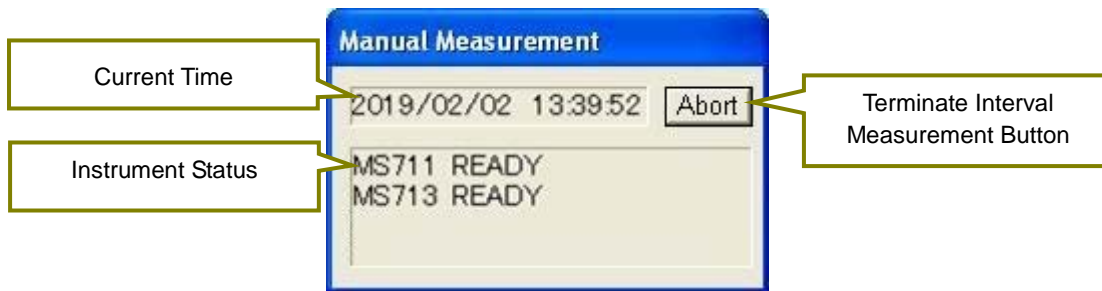 Manual Measurement
Current Time
2019/02/02 13:39:52
Abort
Terminate Interval
Measurement Button
Instrument Status
MS711 READY
MS713 READY